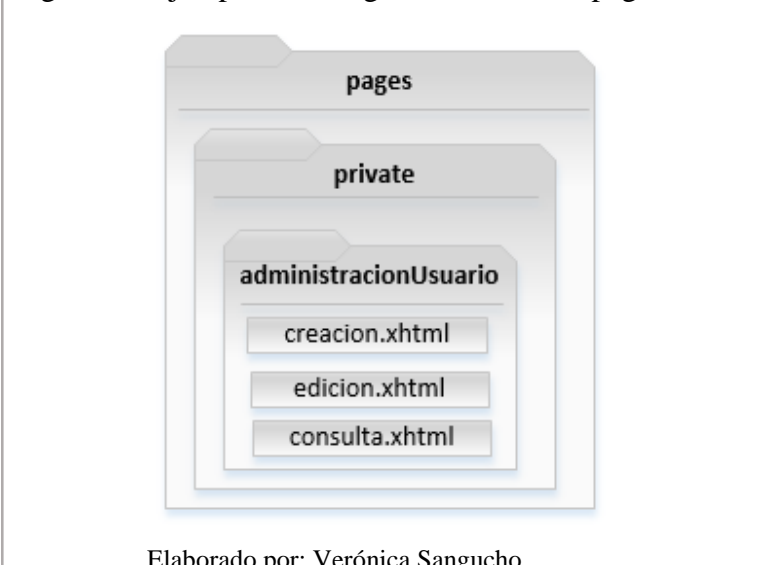 pages
private
administracionUsuario
creacion.xhtml
edicion.xhtml
consulta.xhtml
Elaborado por: Verónica Sangucho